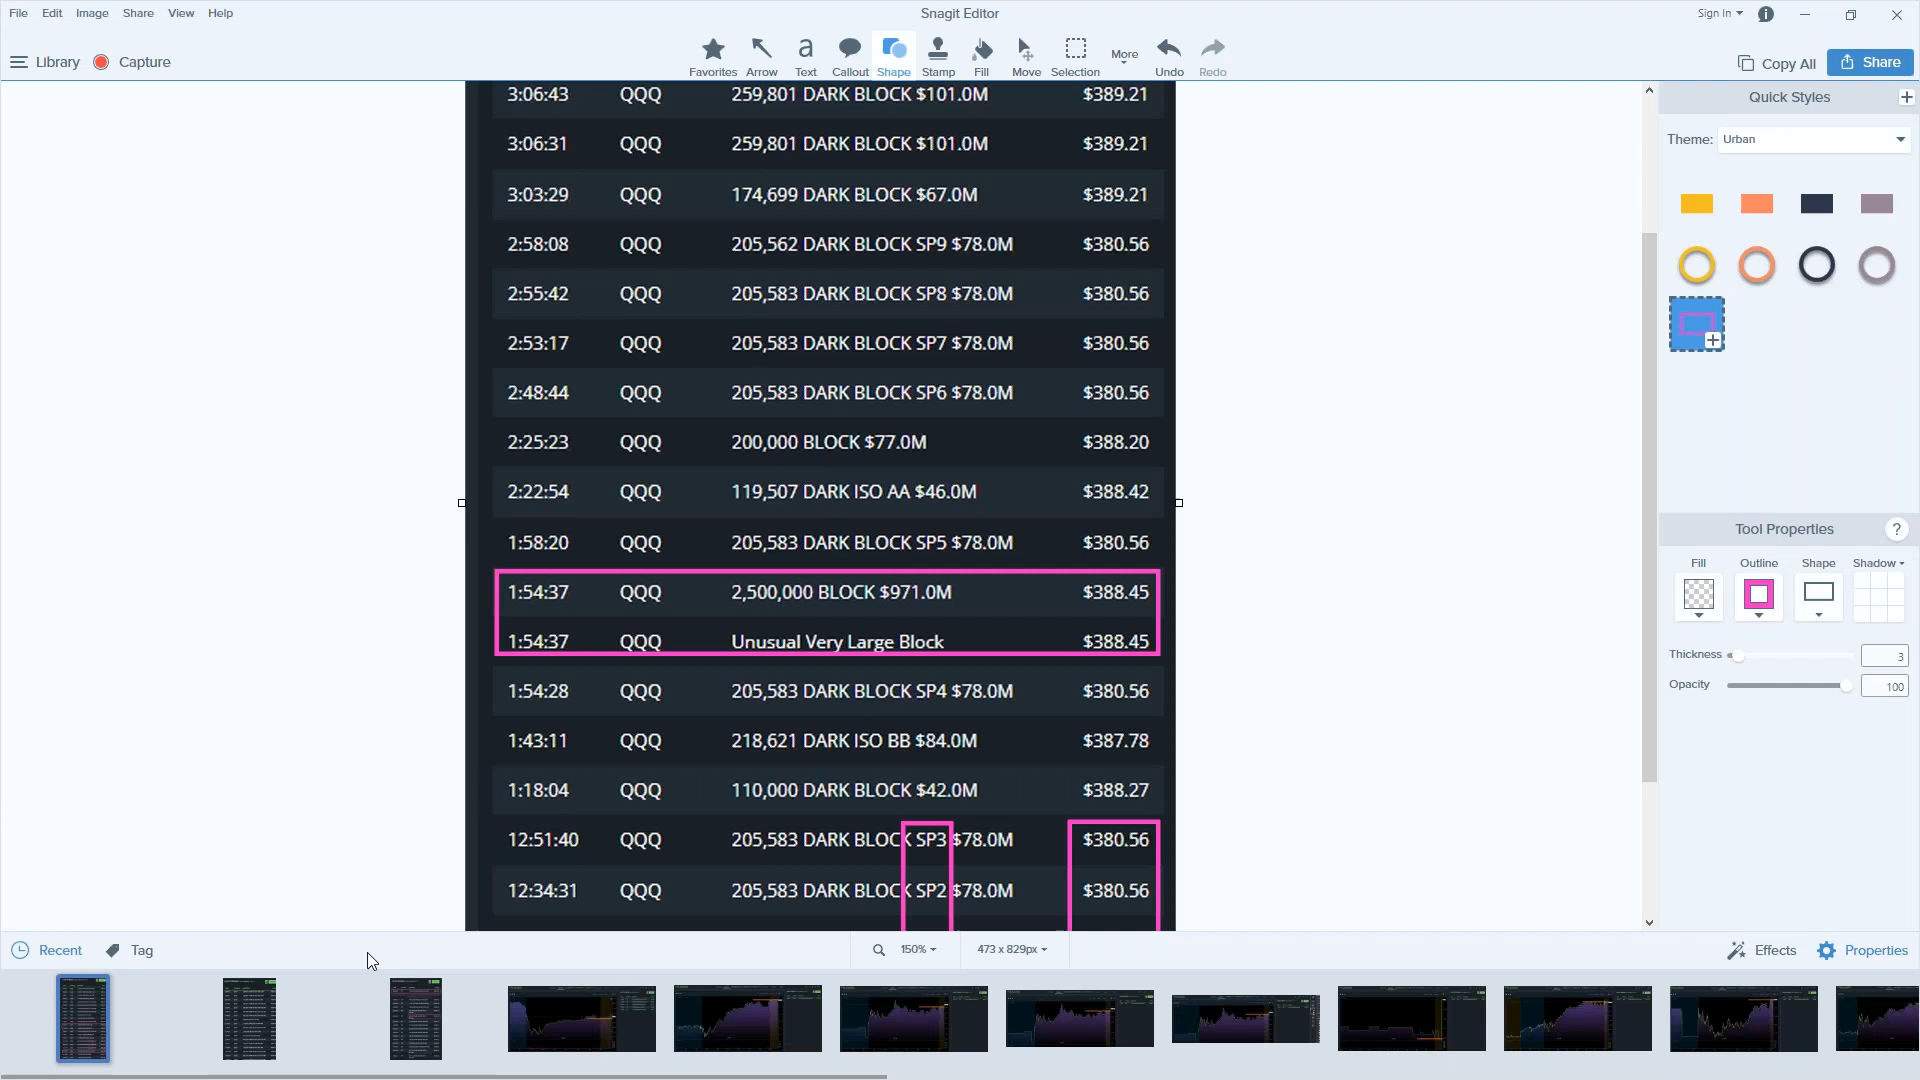 File Edit Image Share View Help
Snagit Editor
Sign In
Library Capture
Favorites Arrow Text Callout Shape Stamp Fill Move Selection More Undo Redo
Copy All Share
3:06:43 QQQ 259,801 DARK BLOCK $101.0M $389.21
3:06:31 QQQ 259,801 DARK BLOCK $101.0M $389.21
3:03:29 QQQ 174,699 DARK BLOCK $67.0M $389.21
2:58:08 QQQ 205,562 DARK BLOCK SP9 $78.0M $380.56
2:55:42 QQQ 205,583 DARK BLOCK SP8 $78.0M $380.56
2:53:17 QQQ 205,583 DARK BLOCK SP7 $78.0M $380.56
2:48:44 QQQ 205,583 DARK BLOCK SP6 $78.0M $380.56
2:25:23 QQQ 200,000 BLOCK $77.0M $388.20
2:22:54 QQQ 119,507 DARK ISO AA $46.0M $388.42
1:58:20 QQQ 205,583 DARK BLOCK SP5 $78.0M $380.56
1:54:37 QQQ 2,500,000 BLOCK $971.0M $388.45
1:54:37 QQQ Unusual Very Large Block $388.45
1:54:28 QQQ 205,583 DARK BLOCK SP4 $78.0M $380.56
1:43:11 QQQ 218,621 DARK ISO BB $84.0M $387.78
1:18:04 QQQ 110,000 DARK BLOCK $42.0M $388.27
12:51:40 QQQ 205,583 DARK BLOCK SP3 $78.0M $380.56
12:34:31 QQQ 205,583 DARK BLOCK SP2 $78.0M $380.56
Quick Styles
Theme: Urban
Tool Properties ?
Fill Outline Shape Shadow
Thickness 3
Opacity 100
Recent Tag
150% 473 x 829px
Effects Properties